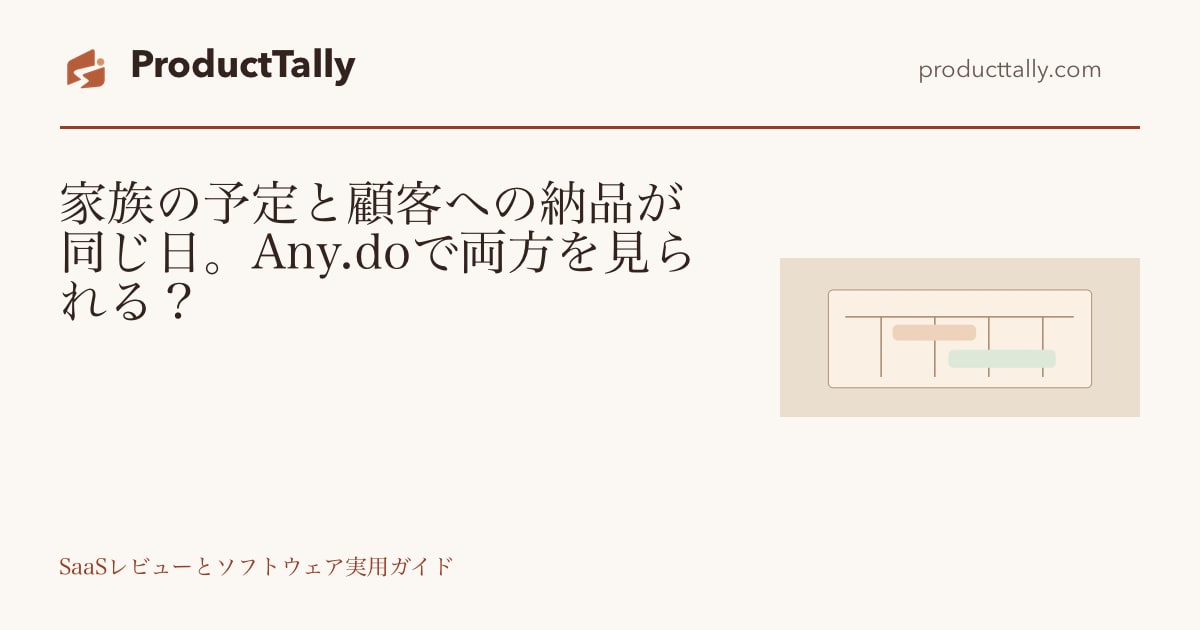 ProductTally
producttally.com
家族の予定と顧客への納品が
同じ日。Any.doで両方を見ら
れる？
SaaSレビューとソフトウェア実用ガイド